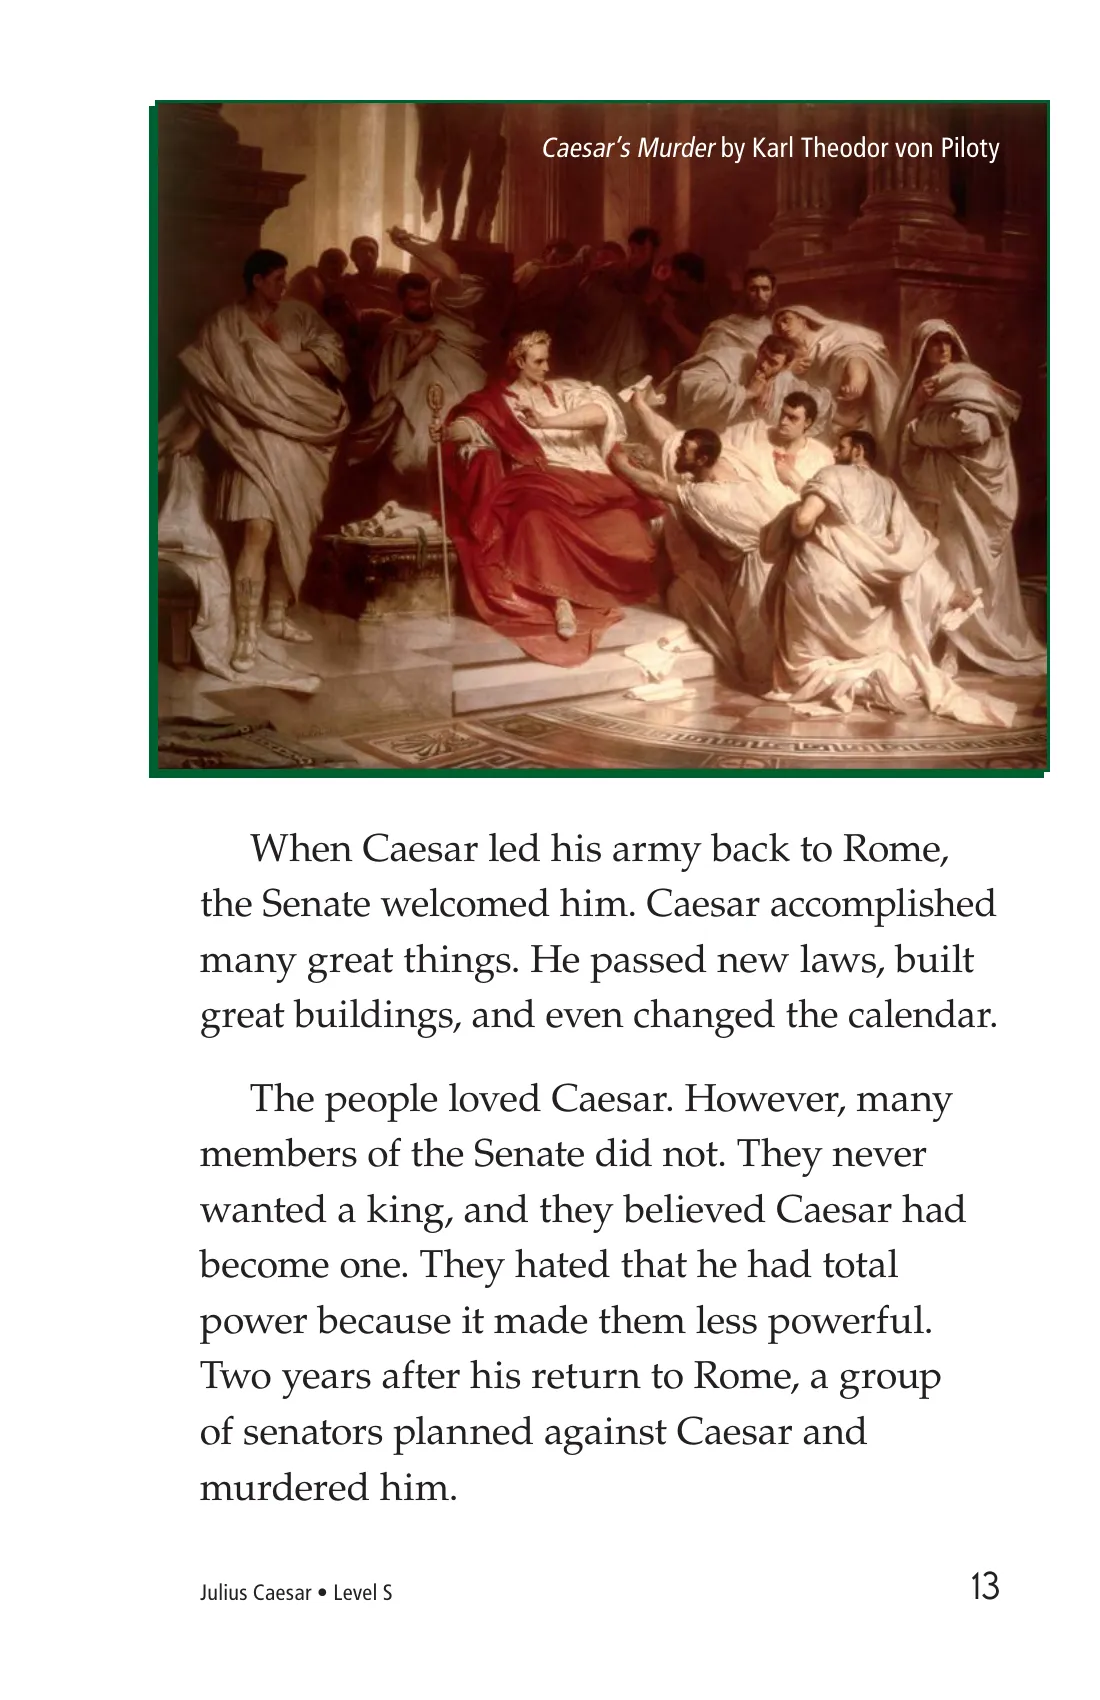 Caesar's Murder by Karl Theodor von Piloty
When Caesar led his army back to Rome,
the Senate welcomed him. Caesar accomplished
many great things. He passed new laws, built
great buildings, and even changed the calendar.
The people loved Caesar. However, many
members of the Senate did not. They never
wanted a king, and they believed Caesar had
become one. They hated that he had total
power because it made them less powerful.
Two years after his return to Rome, a group
of senators planned against Caesar and
murdered him.
Julius Caesar • Level S
13